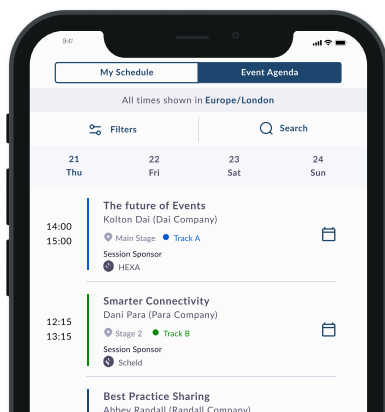 9:47
My Schedule
Event Agenda
All times shown in Europe/London
Filters
Search
21 22 23 24
Thu Fri Sat Sun
14:00
15:00
The future of Events
Kolton Dai (Dai Company)
Main Stage Track A
Session Sponsor
HEXA
12:15
13:15
Smarter Connectivity
Dani Para (Para Company)
Stage 2 Track B
Session Sponsor
Scheld
Best Practice Sharing
Abbey Randall (Randall Company)